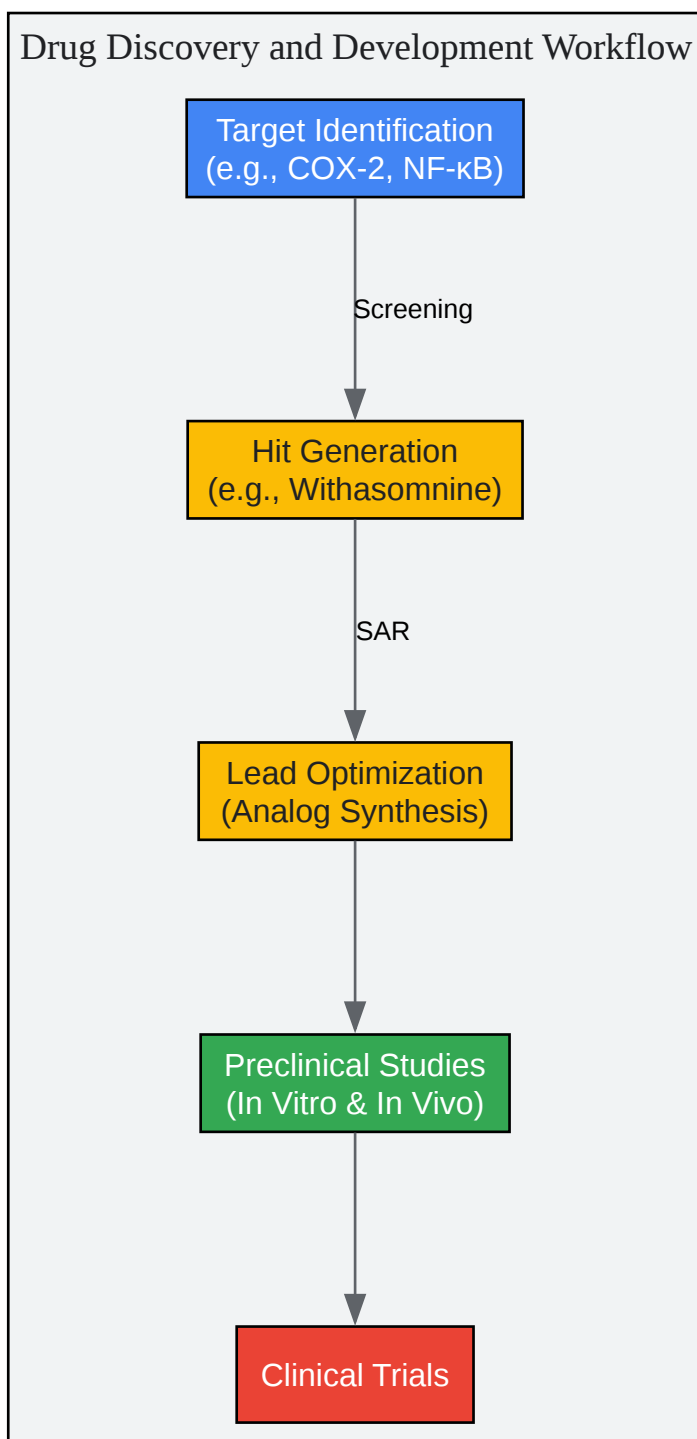 Drug Discovery and Development Workflow
Target Identification
(e.g., COX-2, NF-κB)
Screening
Hit Generation
(e.g., Withasomnine)
SAR
Lead Optimization
(Analog Synthesis)
Preclinical Studies
(In Vitro & In Vivo)
Clinical Trials